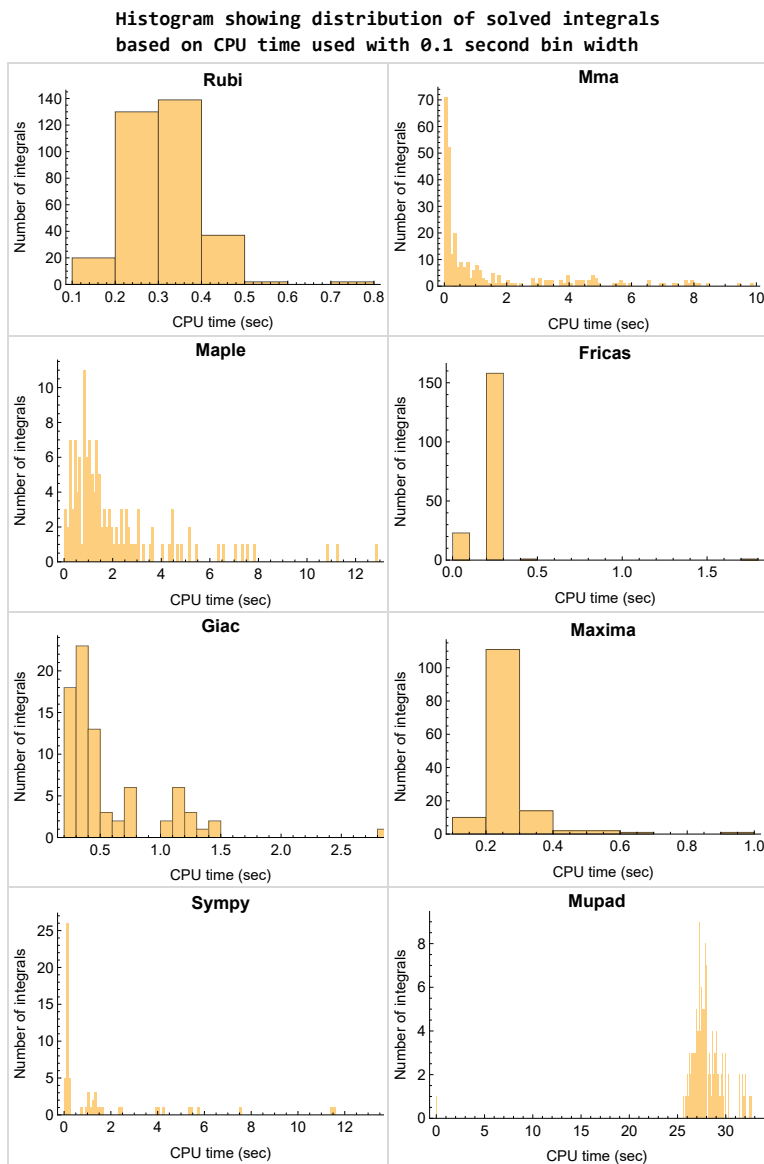 Histogram showing distribution of solved integrals
based on CPU time used with 0.1 second bin width
Rubi
Number of integrals
0
20
40
60
80
100
120
140
0.1 0.2 0.3 0.4 0.5 0.6 0.7 0.8
CPU time (sec)
Mma
Number of integrals
0
10
20
30
40
50
60
70
0 2 4 6 8 10
CPU time (sec)
Maple
Number of integrals
0
2
4
6
8
10
0 2 4 6 8 10 12
CPU time (sec)
Fricas
Number of integrals
0
50
100
150
0.0 0.5 1.0 1.5
CPU time (sec)
Giac
Number of integrals
0
5
10
15
20
0.5 1.0 1.5 2.0 2.5
CPU time (sec)
Maxima
Number of integrals
0
20
40
60
80
100
0.2 0.4 0.6 0.8 1.0
CPU time (sec)
Sympy
Number of integrals
0
5
10
15
20
25
0 2 4 6 8 10 12
CPU time (sec)
Mupad
Number of integrals
0
2
4
6
8
0 5 10 15 20 25 30
CPU time (sec)